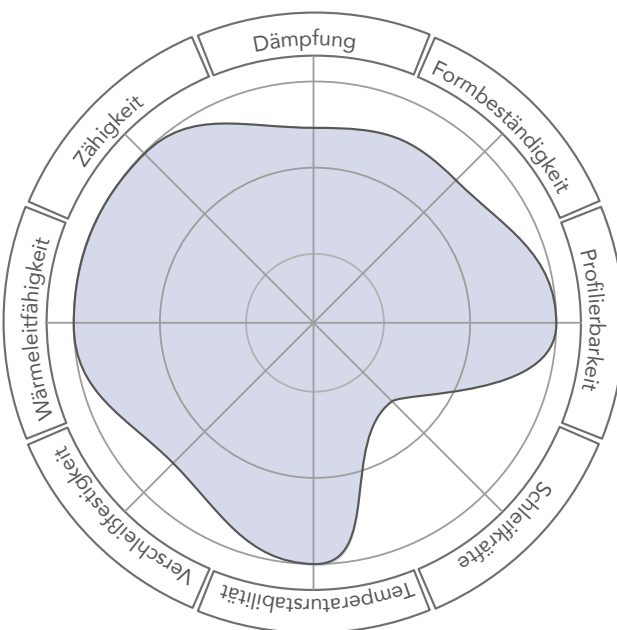 Dämpfung
Formbeständigkeit
Profilierbarkeit
Schleifkräfte
Temperaturstabilität
Verschleißfestigkeit
Wärmeleitfähigkeit
Zähigkeit